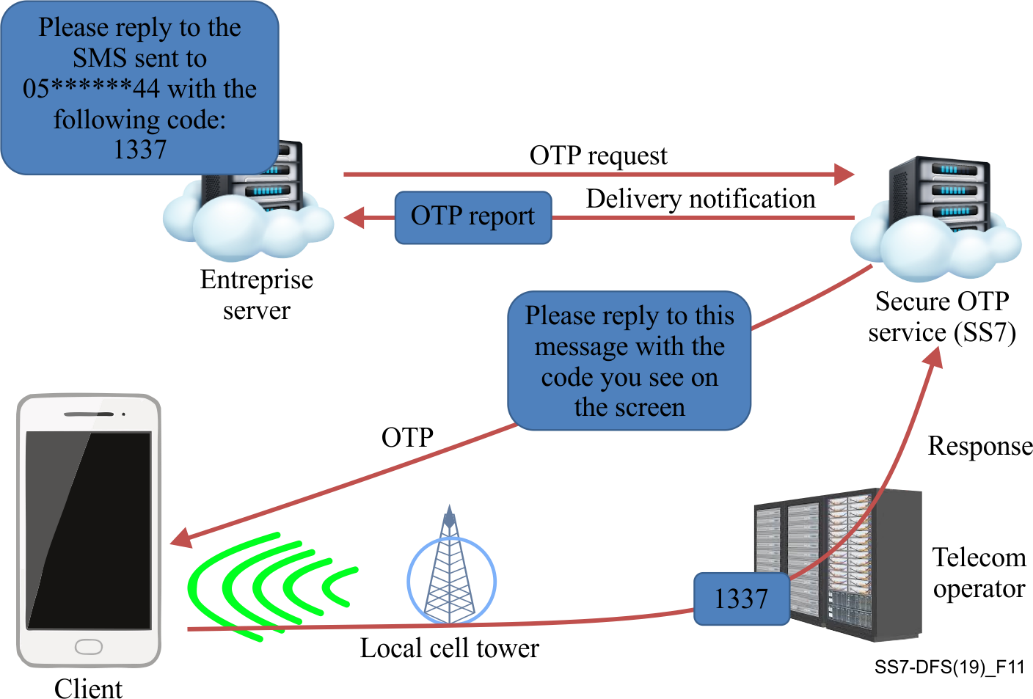 Please reply to the
SMS sent to
05******44 with the
following code:
1337
OTP request
Delivery notification
OTP report
Entreprise
server
Secure OTP
service (SS7)
Please reply to this
message with the
code you see on
the screen
OTP
Response
Telecom
operator
1337
Local cell tower
SS7-DFS(19)_F11
Client